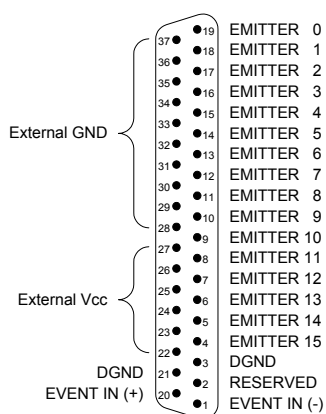 19 EMITTER 0
37
18 EMITTER 1
36
17 EMITTER 2
35
16 EMITTER 3
34
15 EMITTER 4
33
External GND
14 EMITTER 5
32
13 EMITTER 6
31
12 EMITTER 7
30
11 EMITTER 8
29
10 EMITTER 9
28
9 EMITTER 10
27
8 EMITTER 11
26
7 EMITTER 12
25
External Vcc
6 EMITTER 13
24
5 EMITTER 14
23
4 EMITTER 15
22
3 DGND
DGND 21
2 RESERVED
EVENT IN (+) 20
1 EVENT IN (-)